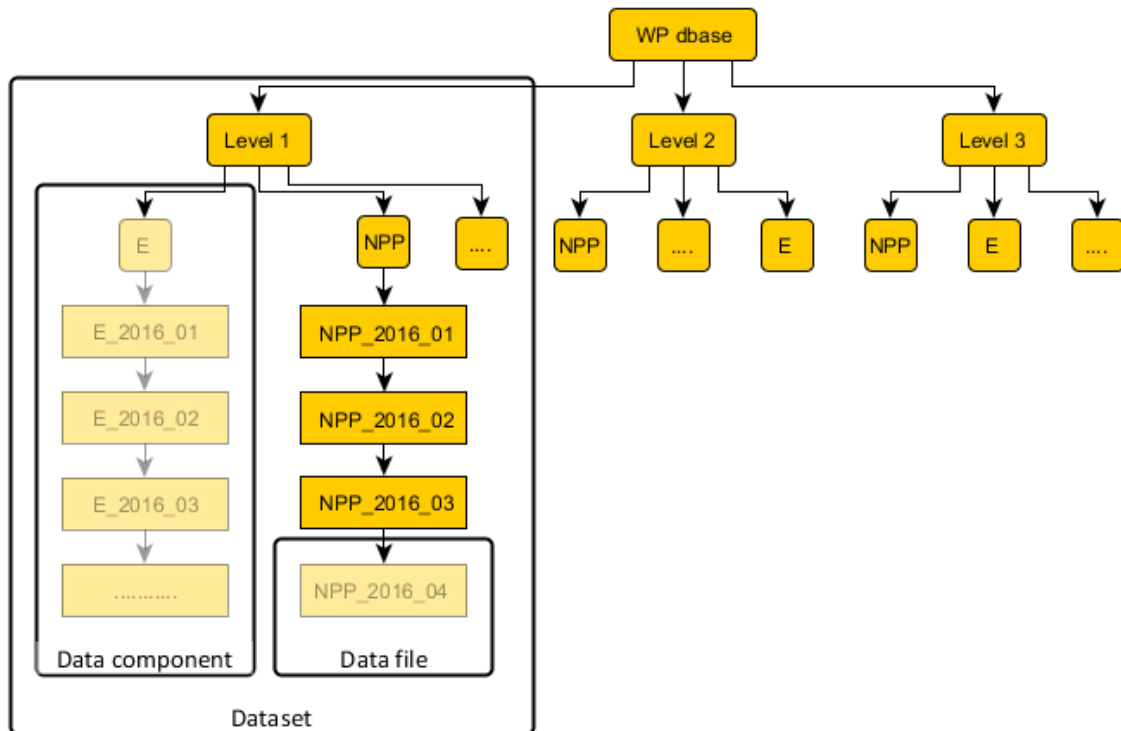 WP dbase
Level 1
Level 2
Level 3
E
NPP
....
NPP
....
E
NPP
E
....
E_2016_01
NPP_2016_01
E_2016_02
NPP_2016_02
E_2016_03
NPP_2016_03
...........
NPP_2016_04
Data component
Data file
Dataset